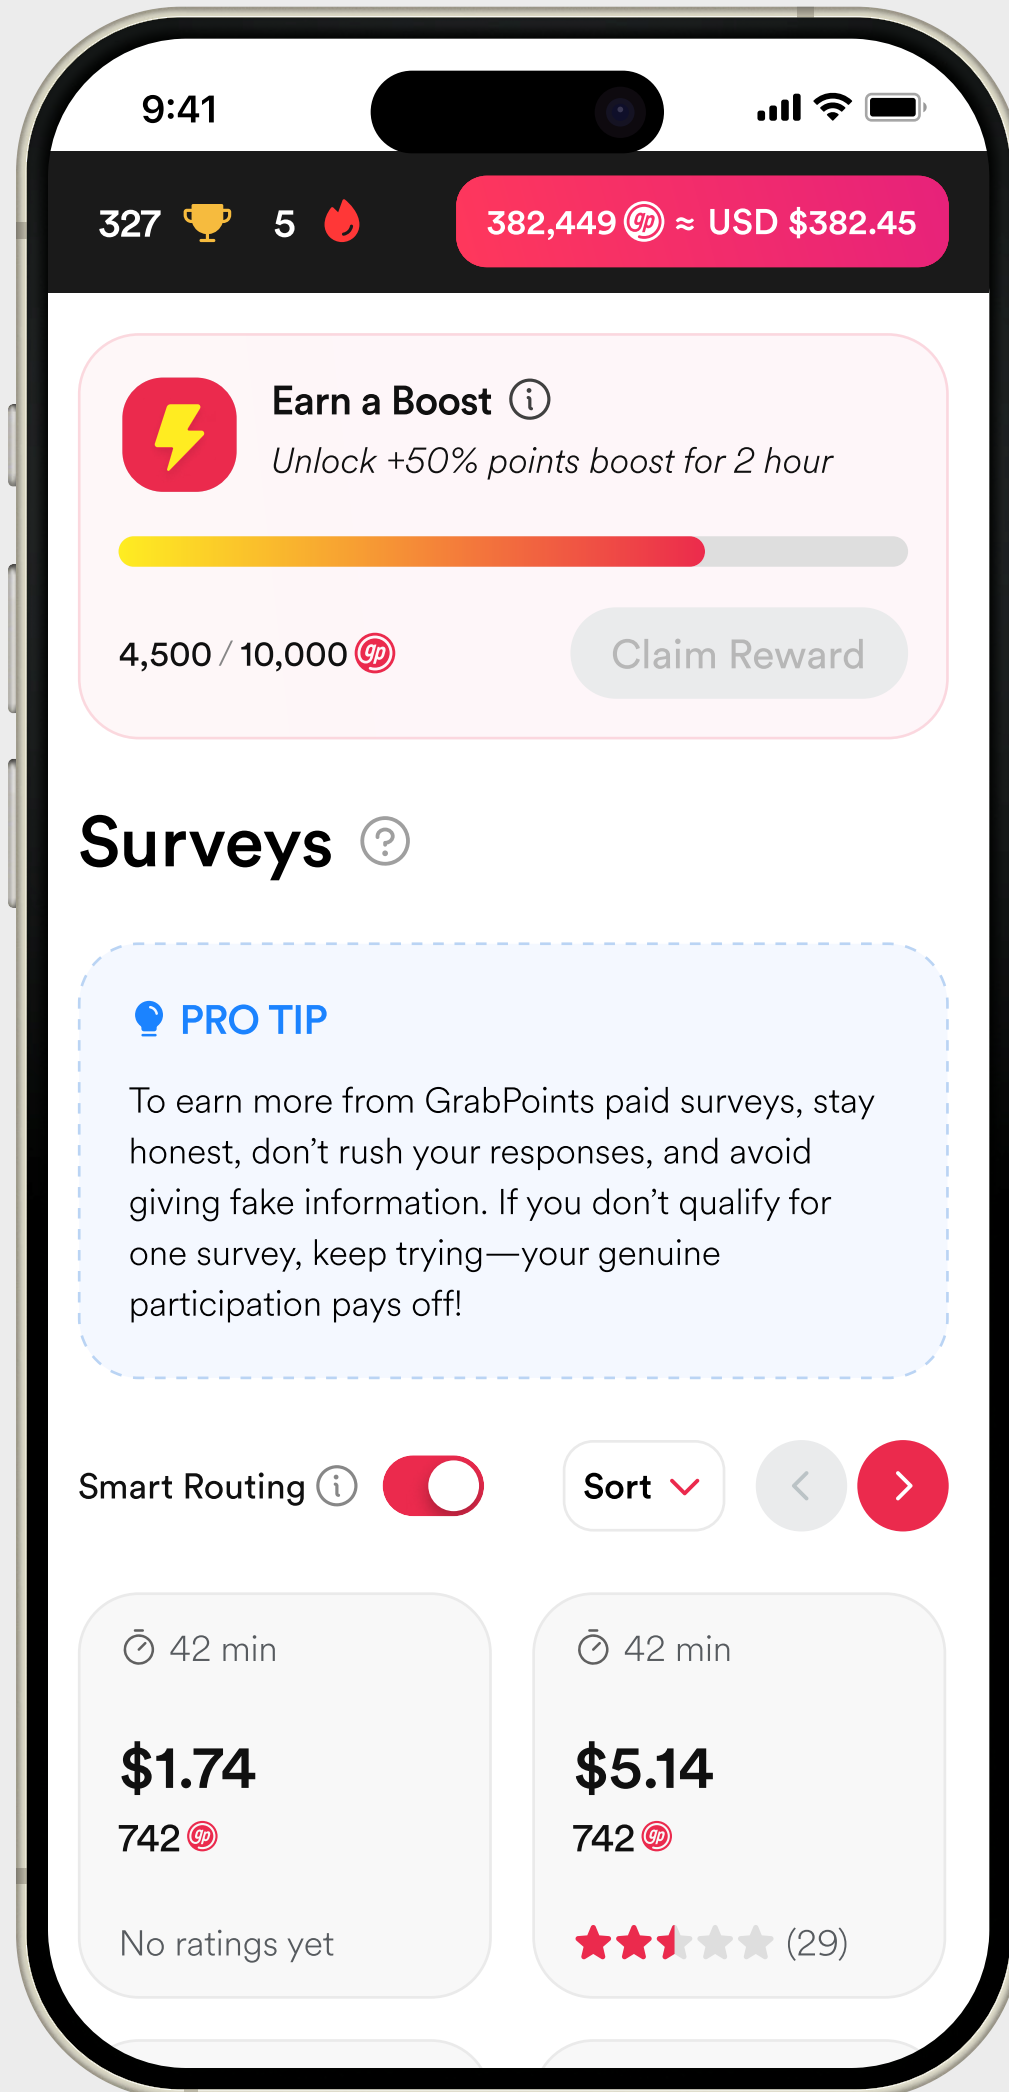 9:41
327 5 382,449 gp ≈ USD $382.45
Earn a Boost
Unlock +50% points boost for 2 hour
4,500 / 10,000 gp Claim Reward
Surveys
PRO TIP
To earn more from GrabPoints paid surveys, stay
honest, don’t rush your responses, and avoid
giving fake information. If you don’t qualify for
one survey, keep trying—your genuine
participation pays off!
Smart Routing Sort
42 min
$1.74
742 gp
No ratings yet
42 min
$5.14
742 gp
(29)